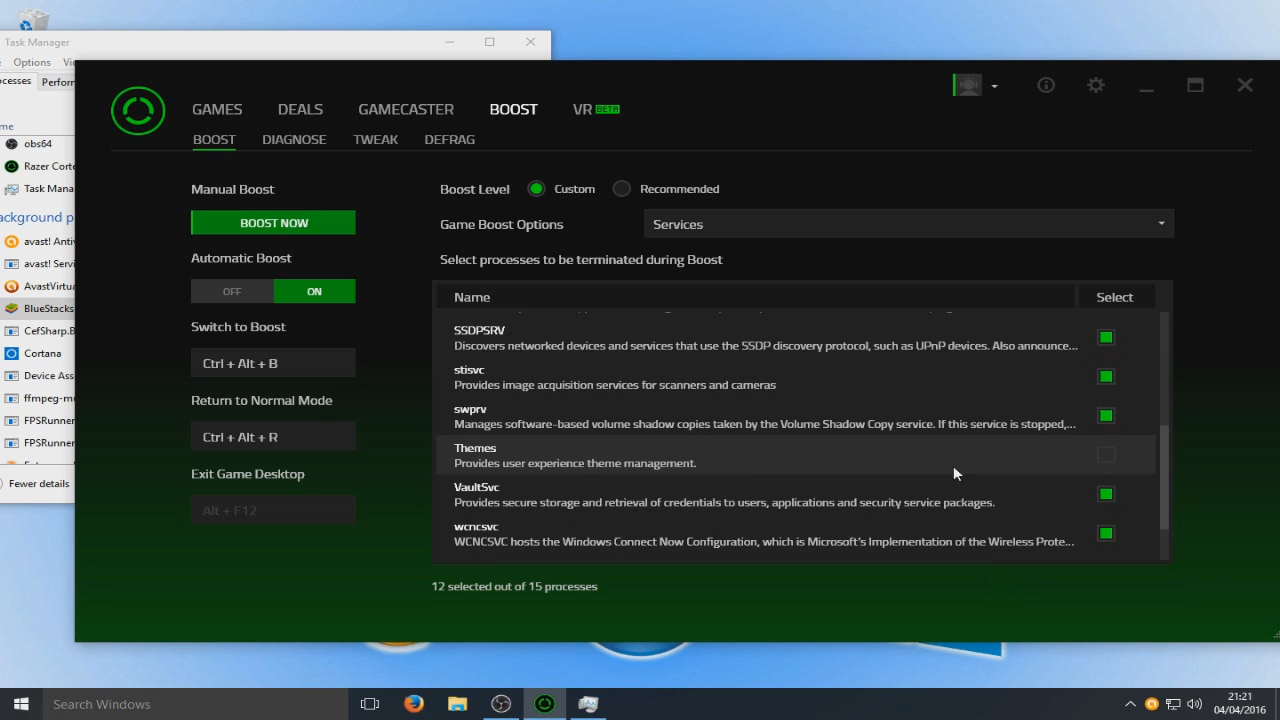 Task Manager
Options
Vi
ocesses
Perform
me
obs64
Razer Corte
Task Mana
ackground p
avast! Anti
avast! Servi
AvastVirtua
BlueStacks
CefSharp.B
Cortana
Device Ass
ffmpeg-mu
FPSRunner
FPSRunner
Fewer details
GAMES
DEALS
GAMECASTER
BOOST
VR BETA
BOOST
DIAGNOSE
TWEAK
DEFRAG
Manual Boost
BOOST NOW
Automatic Boost
OFF
ON
Switch to Boost
Ctrl + Alt + B
Return to Normal Mode
Ctrl + Alt + R
Exit Game Desktop
Alt + F12
Boost Level
Custom
Recommended
Game Boost Options
Services
Select processes to be terminated during Boost
Name
Select
SSDPSRV
Discovers networked devices and services that use the SSDP discovery protocol, such as UPnP devices. Also announce...
stisvc
Provides image acquisition services for scanners and cameras
swprv
Manages software-based volume shadow copies taken by the Volume Shadow Copy service. If this service is stopped,...
Themes
Provides user experience theme management.
VaultSvc
Provides secure storage and retrieval of credentials to users, applications and security service packages.
wcncsvc
WCNCSVC hosts the Windows Connect Now Configuration, which is Microsoft's Implementation of the Wireless Prote...
12 selected out of 15 processes
Search Windows
21:21
04/04/2016